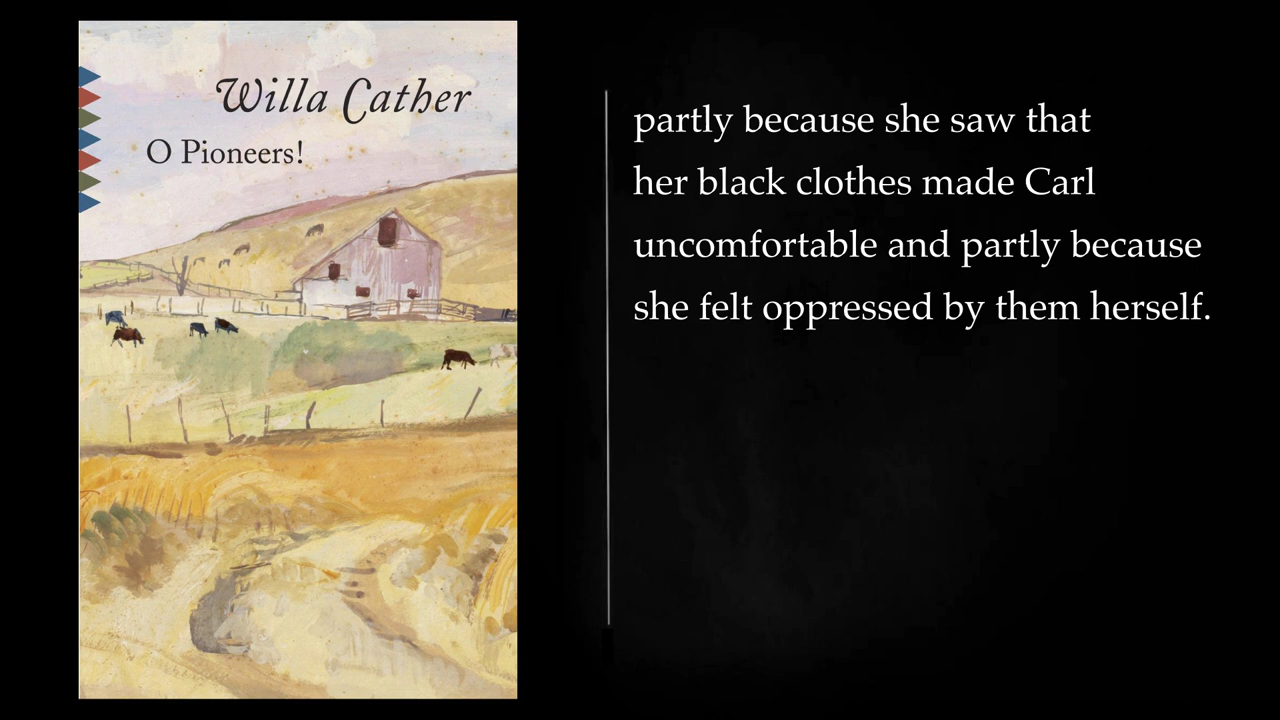 Willa Cather
O Pioneers!
partly because she saw that
her black clothes made Carl
uncomfortable and partly because
she felt oppressed by them herself.